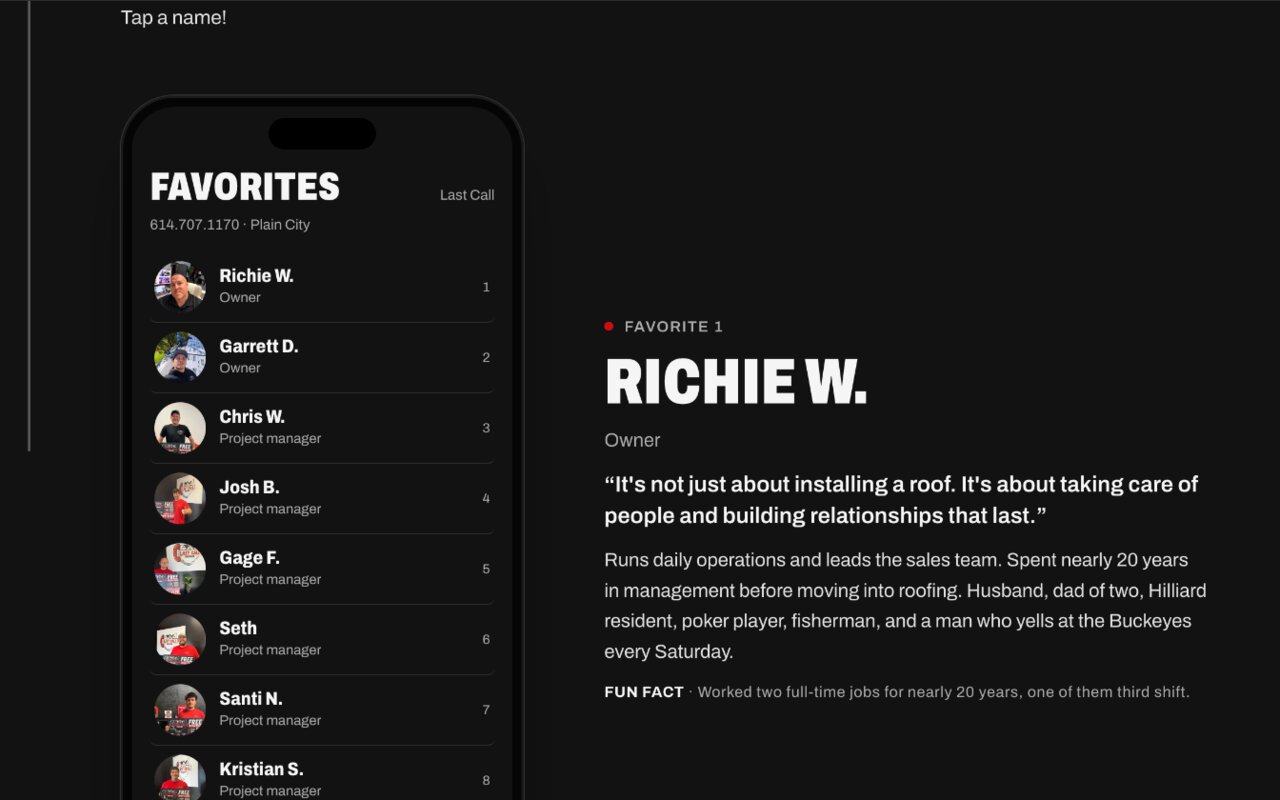 Tap a name!
FAVORITES
Last Call
614.707.1170 · Plain City
Richie W.
Owner
1
Garrett D.
Owner
2
Chris W.
Project manager
3
Josh B.
Project manager
4
Gage F.
Project manager
5
Seth
Project manager
6
Santi N.
Project manager
7
Kristian S.
Project manager
8
FAVORITE 1
RICHIE W.
Owner
“It's not just about installing a roof. It's about taking care of
people and building relationships that last.”
Runs daily operations and leads the sales team. Spent nearly 20 years
in management before moving into roofing. Husband, dad of two, Hilliard
resident, poker player, fisherman, and a man who yells at the Buckeyes
every Saturday.
FUN FACT · Worked two full-time jobs for nearly 20 years, one of them third shift.